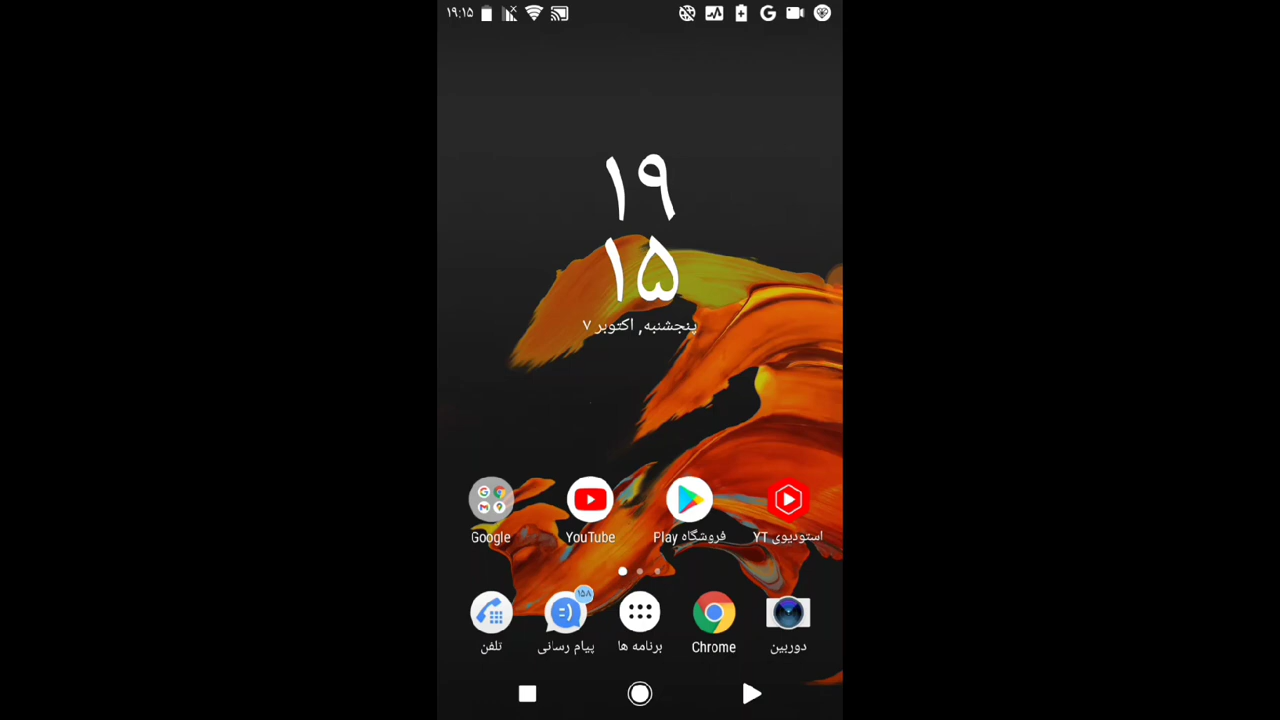 ۱۹:۱۵
۱۹
۱۵
پنجشنبه, اکتوبر ۷
Google
YouTube
فروشگاه Play
استودیوی YT
۱۵۸
تلفن
پیام رسانی
برنامه ها
Chrome
دوربین